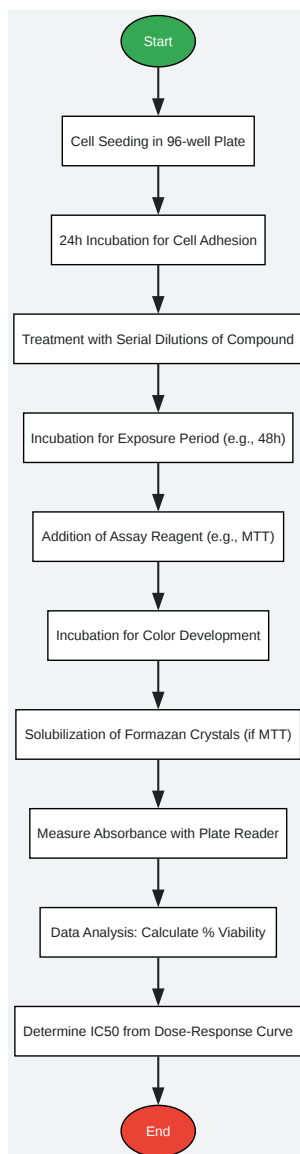 Start
Cell Seeding in 96-well Plate
24h Incubation for Cell Adhesion
Treatment with Serial Dilutions of Compound
Incubation for Exposure Period (e.g., 48h)
Addition of Assay Reagent (e.g., MTT)
Incubation for Color Development
Solubilization of Formazan Crystals (if MTT)
Measure Absorbance with Plate Reader
Data Analysis: Calculate % Viability
Determine IC50 from Dose-Response Curve
End